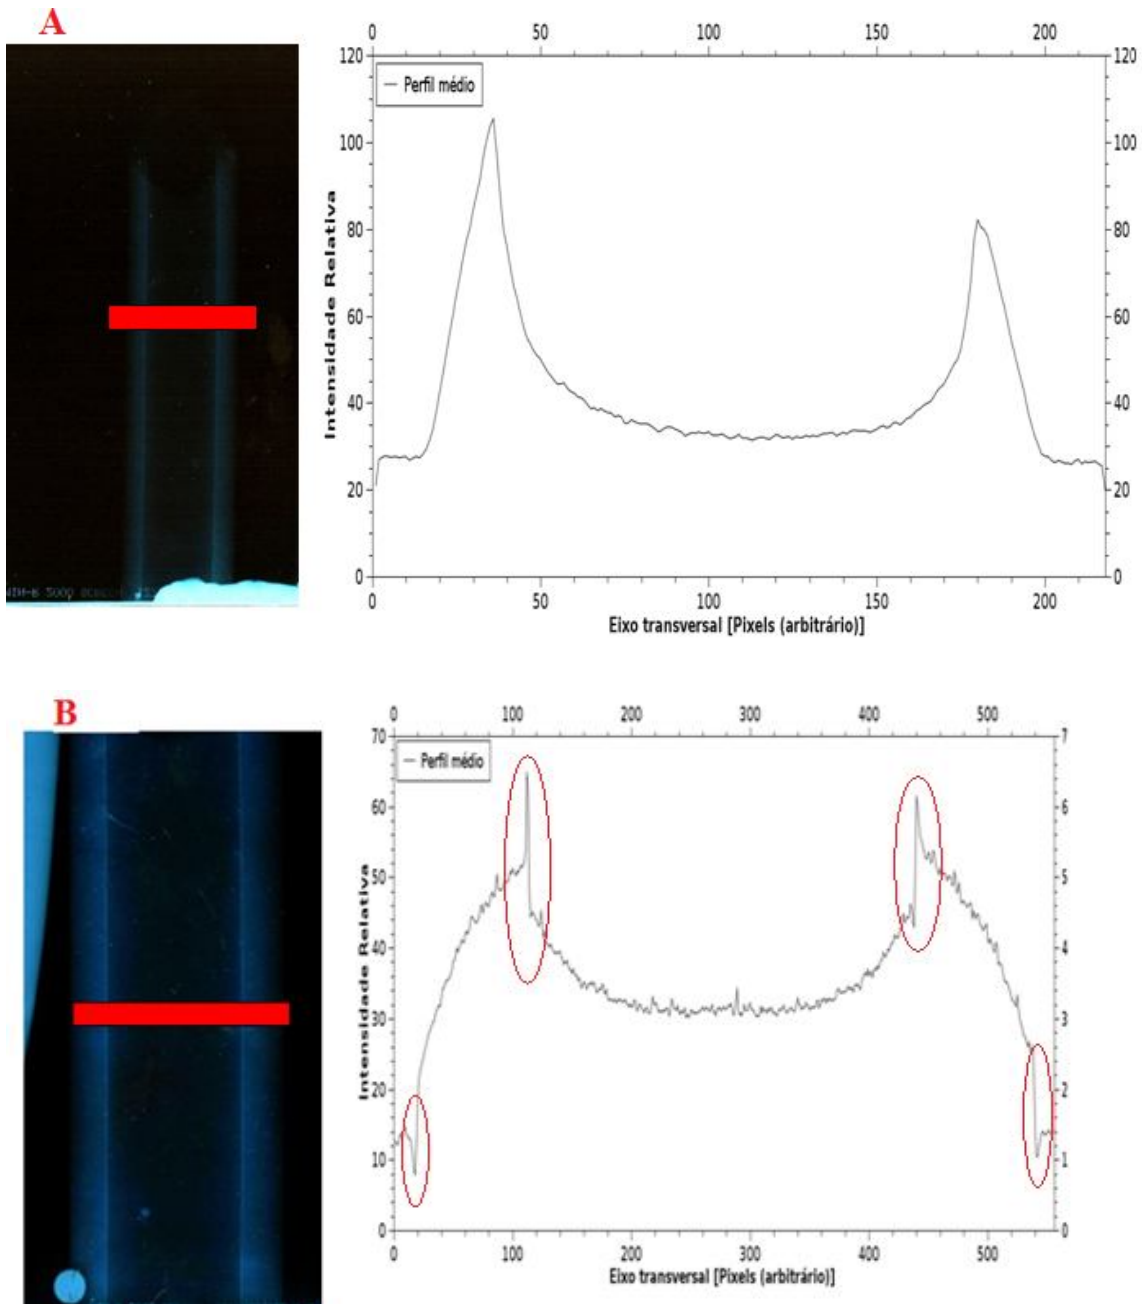 A
0 50 100 150 200
120 120
Perfil médio
100 100
80 80
60 60
40 40
20 20
0 0
Intensidade Relativa
0 50 100 150 200
Eixo transversal [Pixels (arbitrário)]
B
0 100 200 300 400 500
70 7
Perfil médio
60 6
50 5
40 4
30 3
20 2
10 1
0 0
Intensidade Relativa
0 100 200 300 400 500
Eixo transversal [Pixels (arbitrário)]